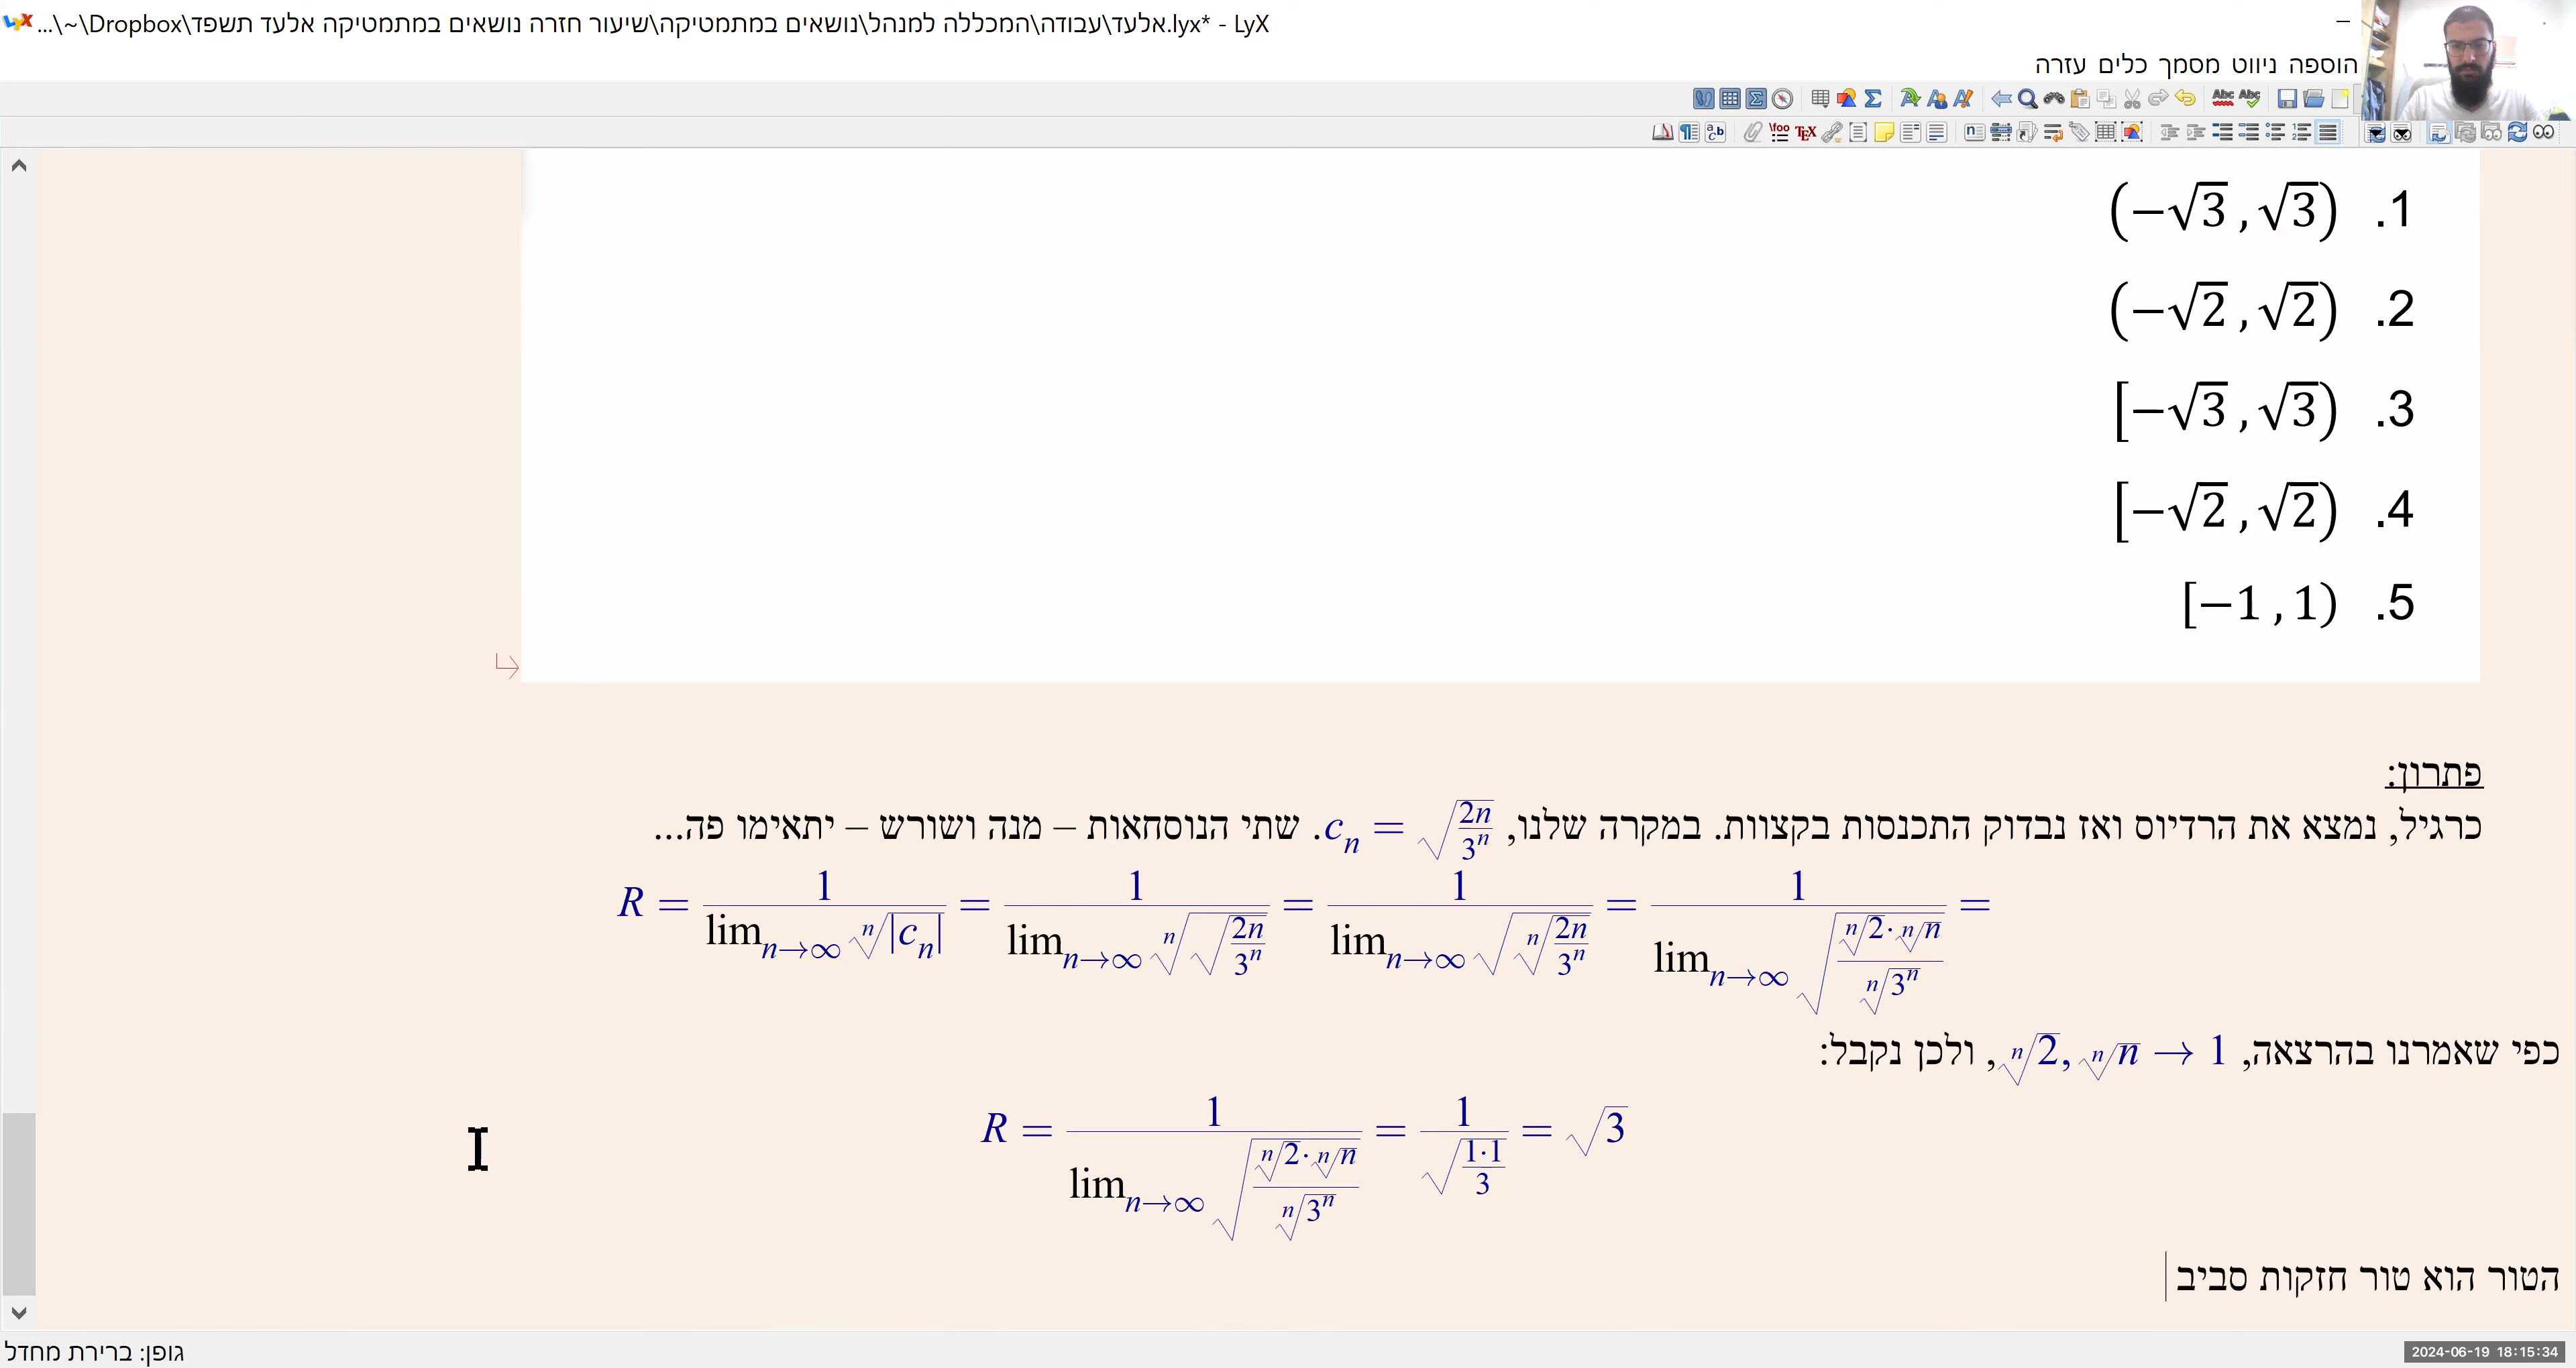 ...\~\Dropbox\אלעד\עבודה\המכללה למנהל\נושאים במתמטיקה\שיעור חזרה נושאים במתמטיקה אלעד תשפד.lyx* - LyX
הוספה ניווט מסמך כלים עזרה
.1 (−√3 , √3)
.2 (−√2 , √2)
.3 [−√3 , √3)
.4 [−√2 , √2)
.5 [−1 , 1)
פתרון:
כרגיל, נמצא את הרדיוס ואז נבדוק התכנסות בקצוות. במקרה שלנו, c_n = √(2n/3^n). שתי הנוסחאות – מנה ושורש – יתאימו פה...
R = 1/(lim_{n→∞} ⁿ√|c_n|) = 1/(lim_{n→∞} ⁿ√(√(2n/3^n))) = 1/(lim_{n→∞} √(ⁿ√(2n/3^n))) = 1/(lim_{n→∞} √((ⁿ√2·ⁿ√n)/(ⁿ√(3^n)))) =
כפי שאמרנו בהרצאה, ⁿ√2, ⁿ√n → 1, ולכן נקבל:
R = 1/(lim_{n→∞} √((ⁿ√2·ⁿ√n)/(ⁿ√(3^n)))) = 1/√((1·1)/3) = √3
הטור הוא טור חזקות סביב
גופן: ברירת מחדל
2024-06-19 18:15:34